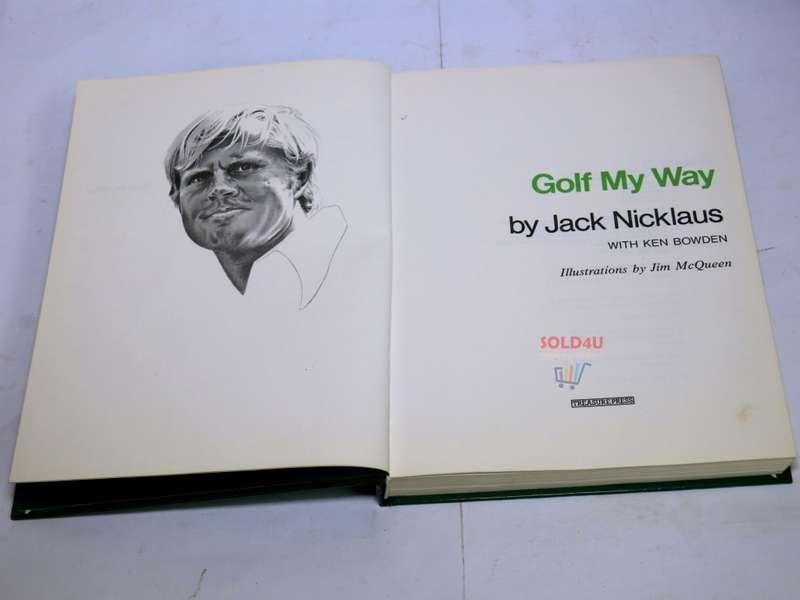 Golf My Way
by Jack Nicklaus
WITH KEN BOWDEN
Illustrations by Jim McQueen
SOLD4U
TREASURE PRESS